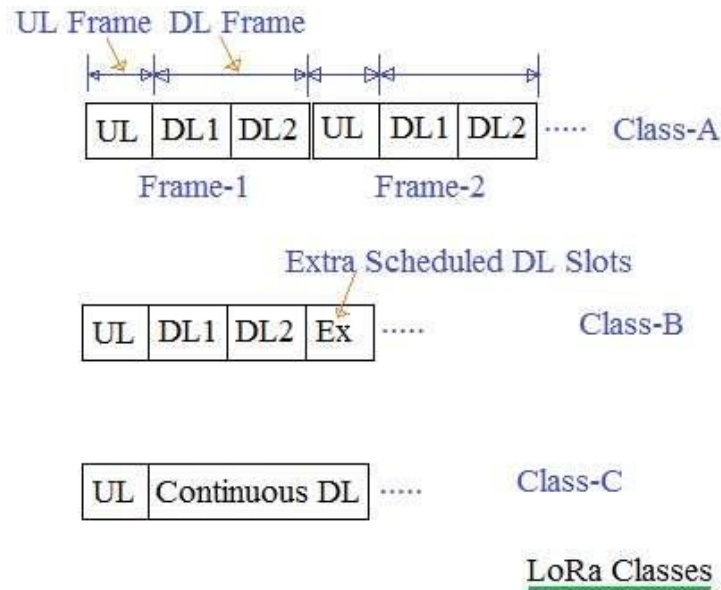 UL Frame DL Frame
UL DL1 DL2 UL DL1 DL2 ..... Class-A
Frame-1 Frame-2
Extra Scheduled DL Slots
UL DL1 DL2 Ex ..... Class-B
UL Continuous DL ..... Class-C
LoRa Classes